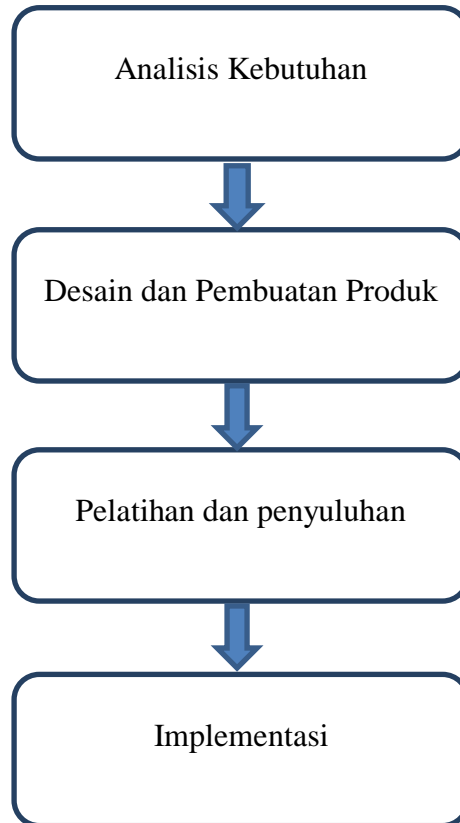 Analisis Kebutuhan
Desain dan Pembuatan Produk
Pelatihan dan penyuluhan
Implementasi